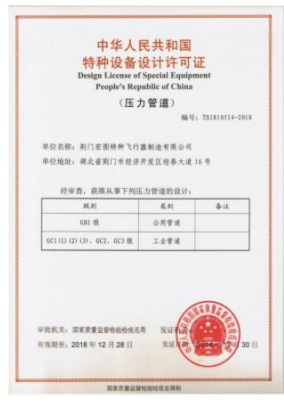 中华人民共和国
特种设备设计许可证
Design License of Special Equipment
People's Republic of China
（压力管道）
编号：TS1810514-2018
单位名称：荆门宏图特种飞行器制造有限公司
单位地址：湖北省荆门市经济开发区迎春大道16号
经审查，获准从事下列压力管道的设计：
级别 类别 备注
GB1级 公用管道
GC1(1)(2)(3)、GC2、GC3级 工业管道
审批机关：国家质量监督检验检疫总局 发证机
有效期至：2018年12月28日 发证 30日
国家质量监督检验检疫总局制